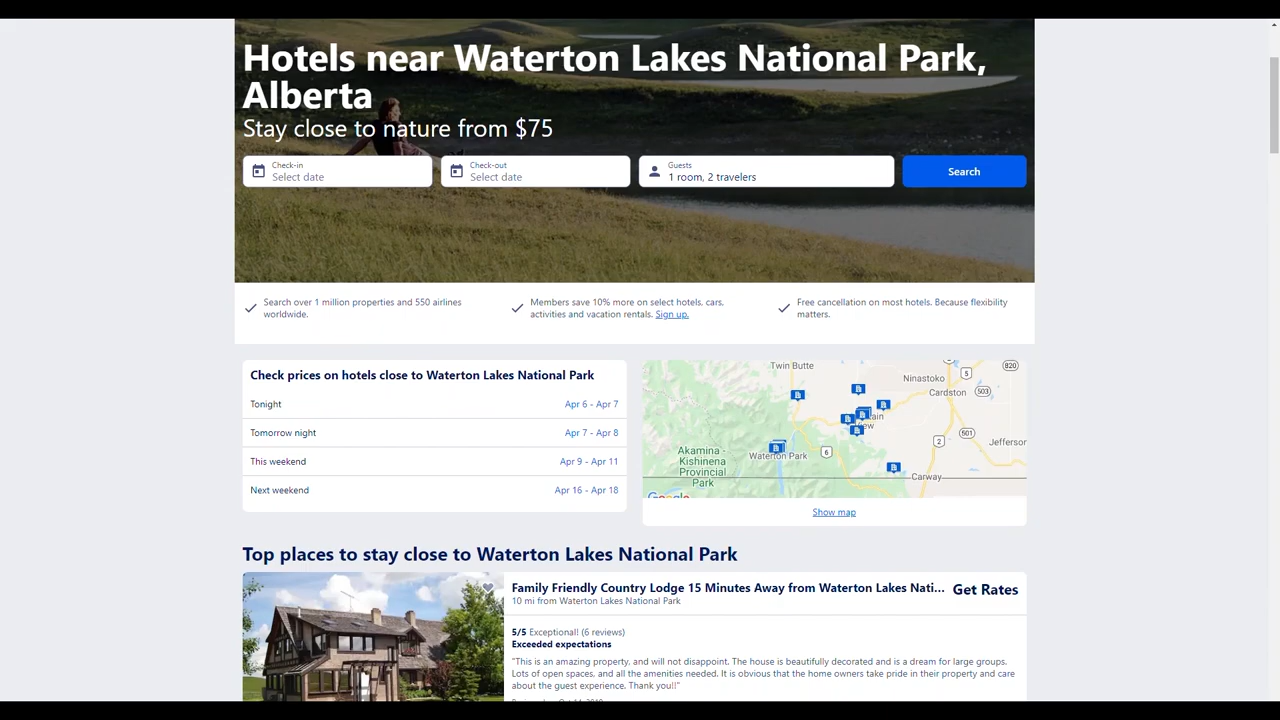 Hotels near Waterton Lakes National Park,
Alberta
Stay close to nature from $75
Check-in
Select date
Check-out
Select date
Guests
1 room, 2 travelers
Search
Search over 1 million properties and 550 airlines
worldwide.
Members save 10% more on select hotels, cars,
activities and vacation rentals. Sign up.
Free cancellation on most hotels. Because flexibility
matters.
Check prices on hotels close to Waterton Lakes National Park
Tonight Apr 6 - Apr 7
Tomorrow night Apr 7 - Apr 8
This weekend Apr 9 - Apr 11
Next weekend Apr 16 - Apr 18
Twin Butte
820
5
Ninastoko
Cardston
503
2
501
Jefferson
Waterton Park
6
Akamina -
Kishinena
Provincial
Park
Carway
Google
Show map
Top places to stay close to Waterton Lakes National Park
Family Friendly Country Lodge 15 Minutes Away from Waterton Lakes Nati... Get Rates
10 mi from Waterton Lakes National Park
5/5 Exceptional! (6 reviews)
Exceeded expectations
"This is an amazing property, and will not disappoint. The house is beautifully decorated and is a dream for large groups.
Lots of open spaces, and all the amenities needed. It is obvious that the home owners take pride in their property and care
about the guest experience. Thank you!!"